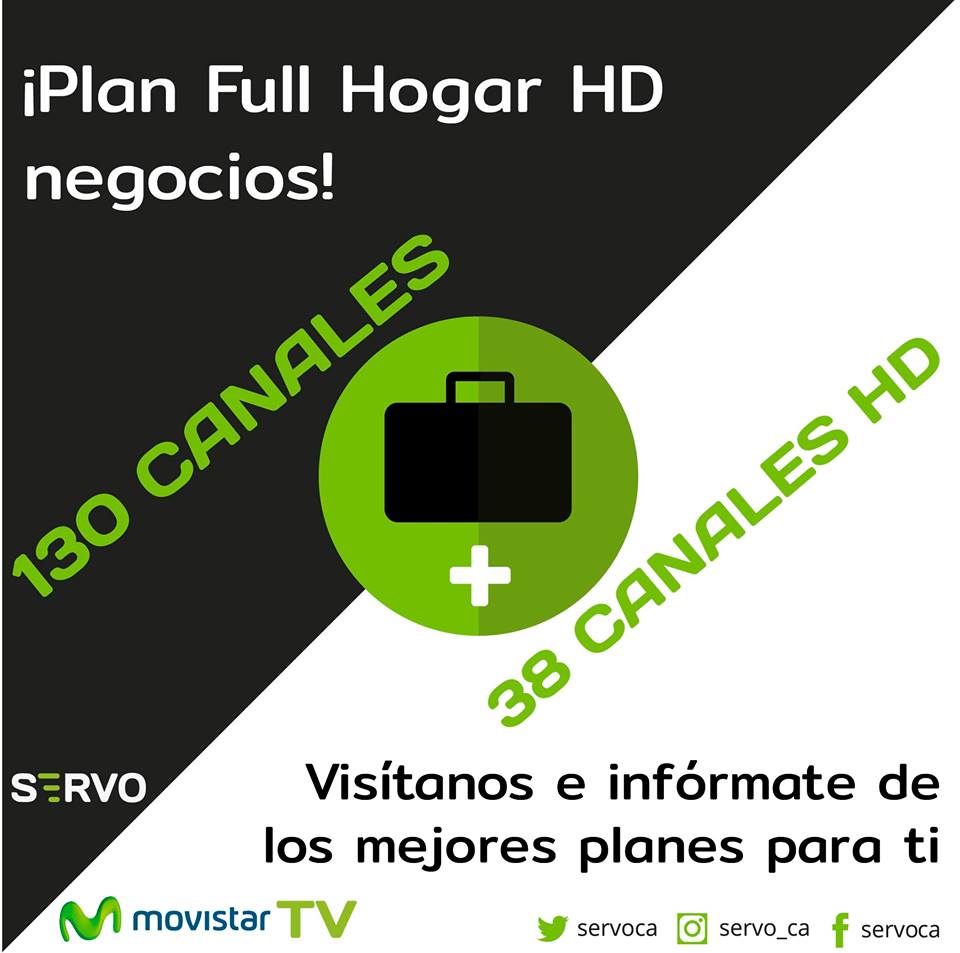 ¡Plan Full Hogar HD
negocios!
130 CANALES
38 CANALES HD
SERVO
Visítanos e infórmate de
los mejores planes para ti
movistar TV
servoca
servo_ca
servoca